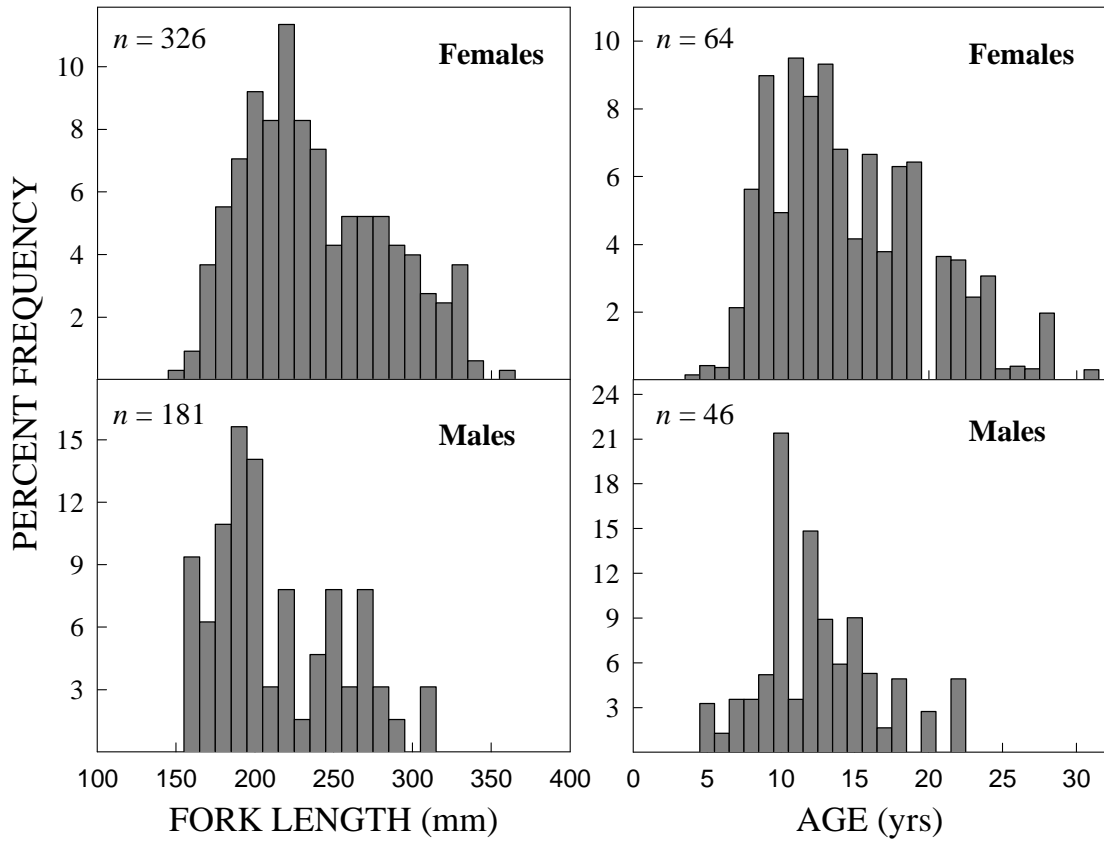 PERCENT FREQUENCY
n = 326
Females
10
8
6
4
2
n = 64
Females
10
8
6
4
2
n = 181
Males
15
12
9
6
3
n = 46
Males
24
21
18
15
12
9
6
3
100 150 200 250 300 350 400
FORK LENGTH (mm)
0 5 10 15 20 25 30
AGE (yrs)